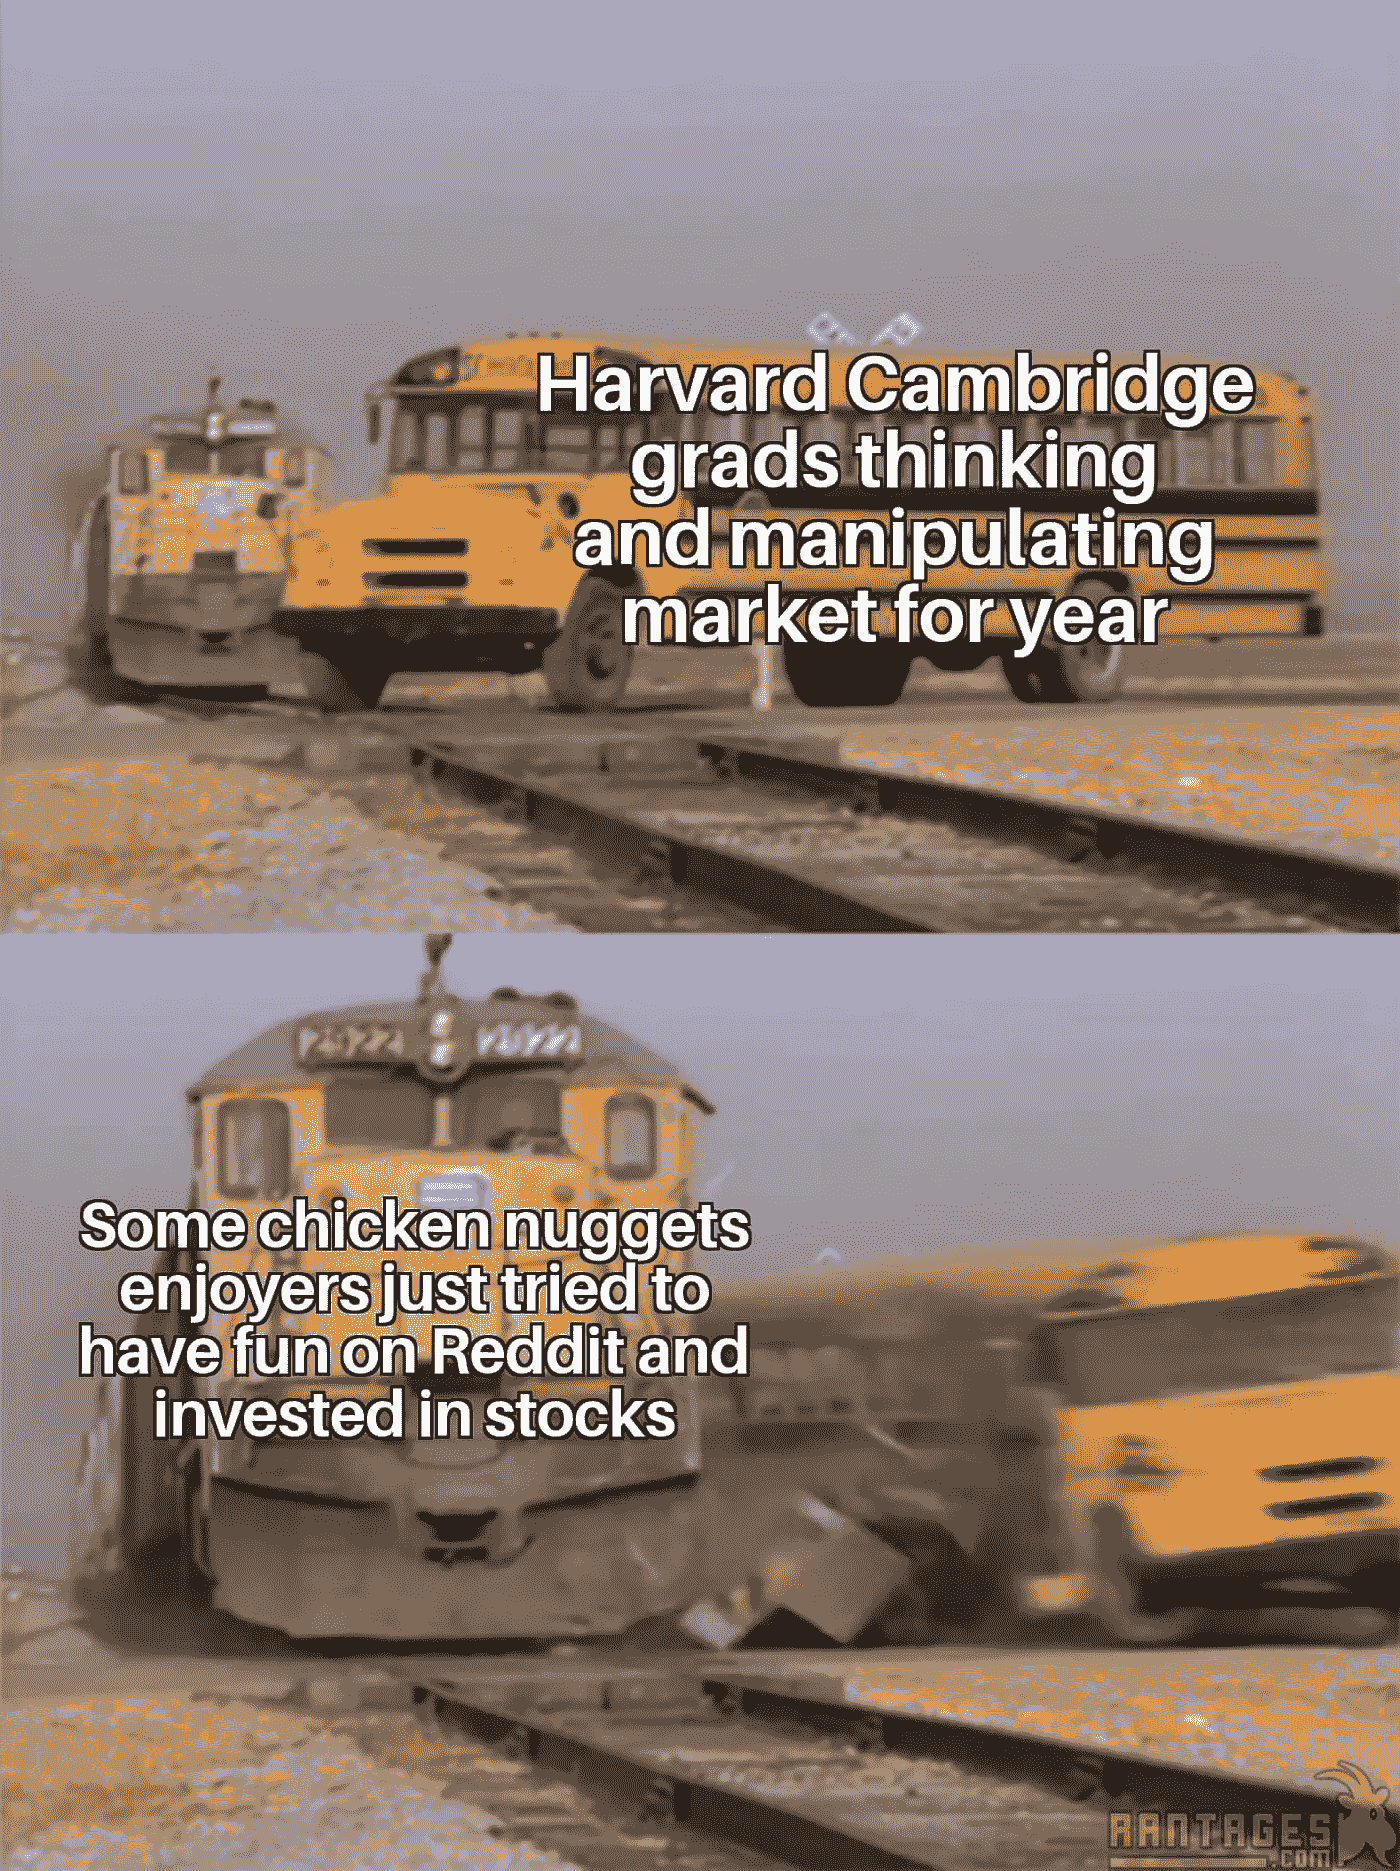 Harvard Cambridge
grads thinking
and manipulating
market for year
Some chicken nuggets
enjoyers just tried to
have fun on Reddit and
invested in stocks
RANTAGES
.COM